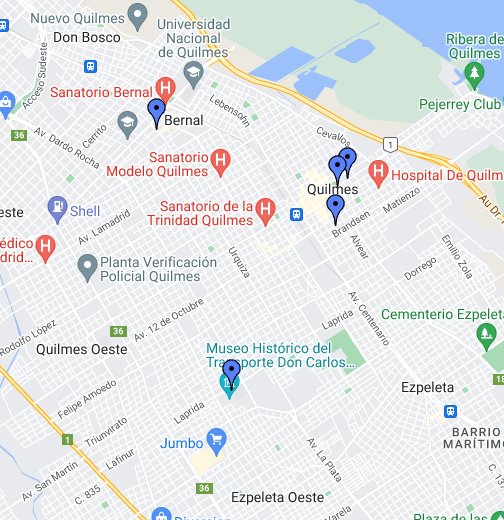 Nuevo Quilmes
Don Bosco
Universidad
Nacional
de Quilmes
Ribera de
Quilmes
Pejerrey Club
Acceso Sudeste
Sanatorio Bernal
Lebensohn
36
Cerrito
Bernal
Av. Dardo Rocha
Cevallos
1
Sanatorio
Modelo Quilmes
Hospital De Quilm
Quilmes
Av. Du
Matienzo
Shell
este
Sanatorio de la
Trinidad Quilmes
Av. Lamadrid
Brandsen
Alvear
Emilio Zola
édico
drid...
Planta Verificación
Policial Quilmes
Urquiza
Dorrego
Av. 12 de Octubre
Av. Centenario
Laprida
Cementerio Ezpeleta
Rodolfo López
36
Quilmes Oeste
Museo Histórico del
Transporte Don Carlos...
Felipe Amoedo
Ezpeleta
205
Laprida
1
Triunvirato
Jumbo
BARRIO
MARÍTIMO
Lafinur
Av. San Martín
Av. La Plata
C. 835
36
Ezpeleta Oeste
Plaza de las